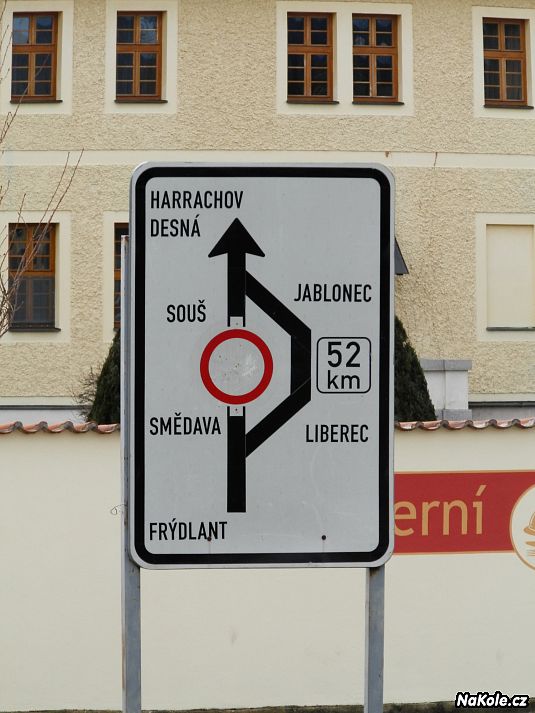 HARRACHOV
DESNÁ
JABLONEC
SOUŠ
52
km
SMĚDAVA
LIBEREC
FRÝDLANT
erní
NaKole.cz